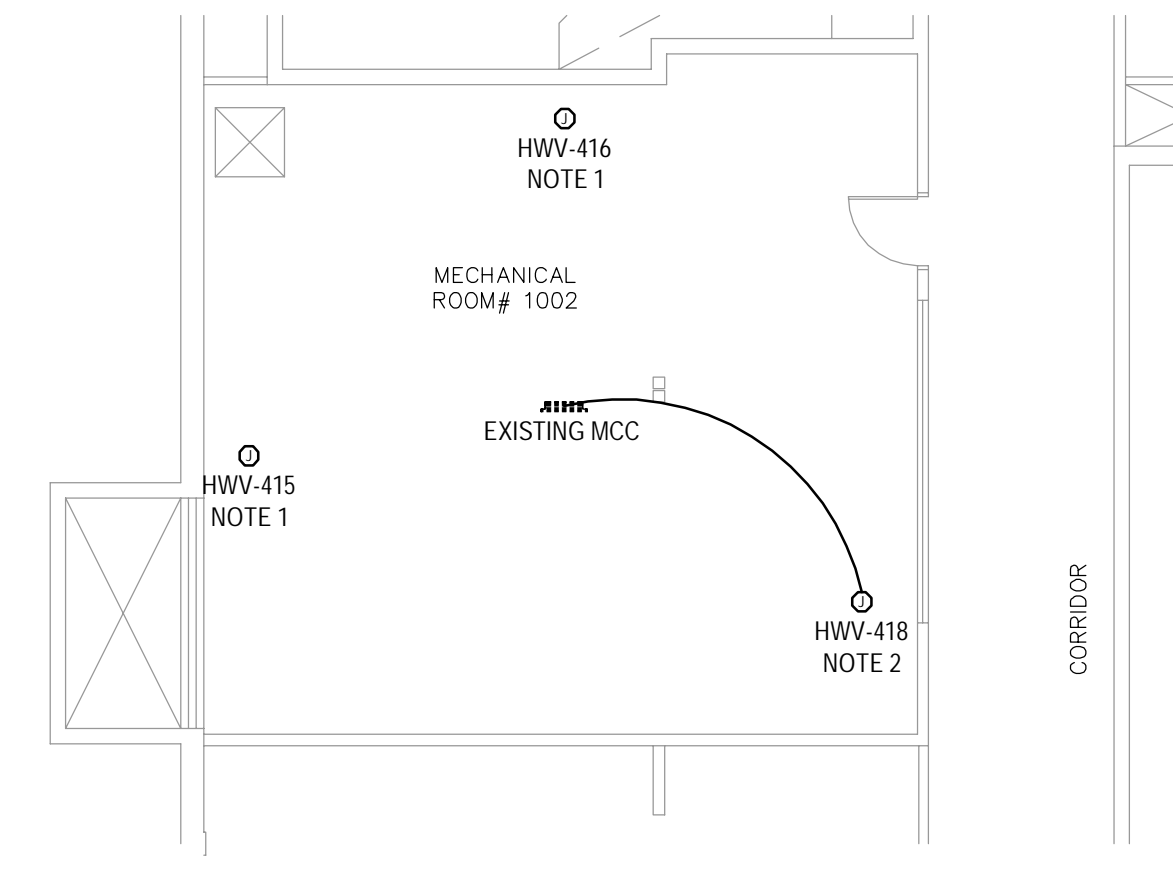 J
HWV-416
NOTE 1
MECHANICAL
ROOM# 1002
EXISTING MCC
J
HWV-415
NOTE 1
J
HWV-418
NOTE 2
CORRIDOR